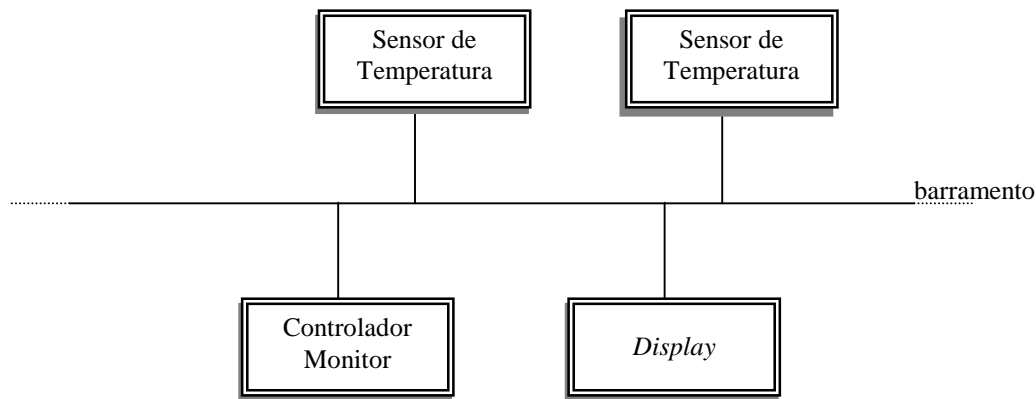 Sensor de
Temperatura
Sensor de
Temperatura
barramento
Controlador
Monitor
Display